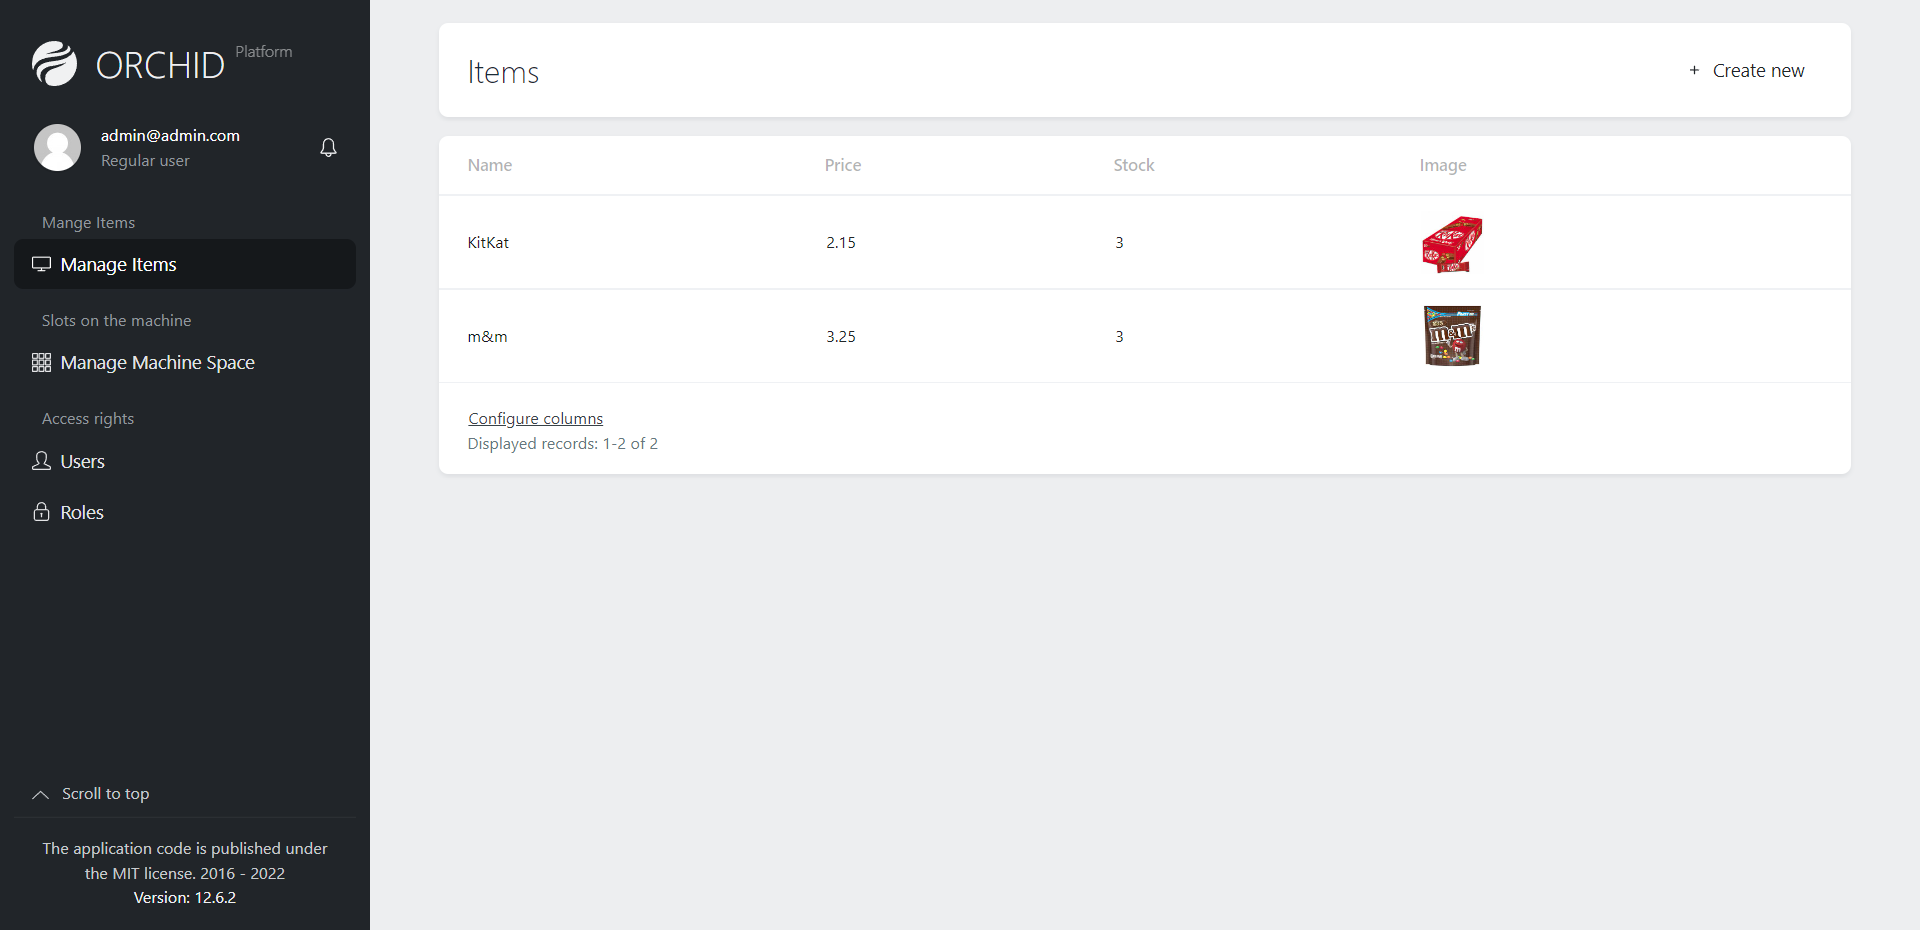 ORCHID Platform
admin@admin.com
Regular user
Mange Items
Manage Items
Slots on the machine
Manage Machine Space
Access rights
Users
Roles
Scroll to top
The application code is published under
the MIT license. 2016 - 2022
Version: 12.6.2
Items
+ Create new
Name Price Stock Image
KitKat 2.15 3
KitKat
m&m 3.25 3
m&m
Configure columns
Displayed records: 1-2 of 2